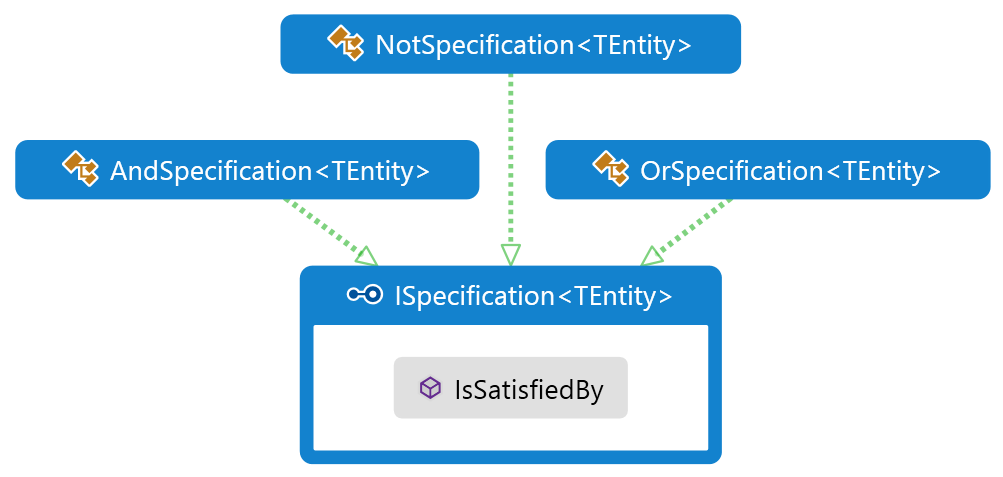 NotSpecification<TEntity>
AndSpecification<TEntity>
OrSpecification<TEntity>
ISpecification<TEntity>
IsSatisfiedBy